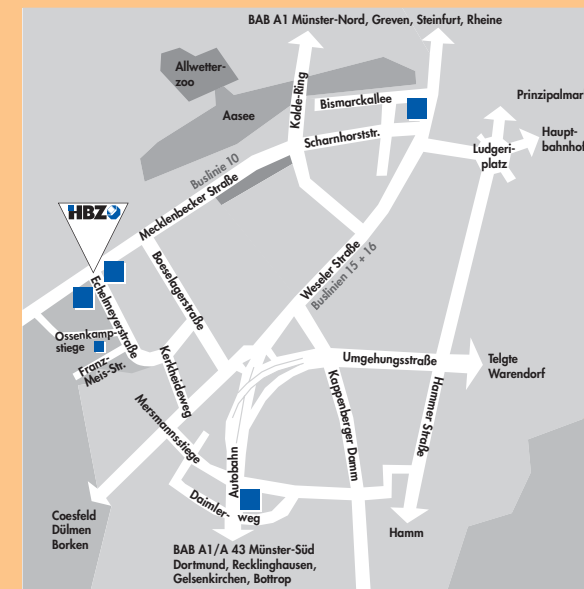 BAB A1 Münster-Nord, Greven, Steinfurt, Rheine
Allwetter-
zoo
Aasee
Kolde-Ring
Bismarckallee
Scharnhorststr.
Prinzipalmar
Haupt-
bahnhof
Ludgeri-
platz
Buslinie 10
Mecklenbecker Straße
HBZ
Weseler Straße
Buslinien 15 + 16
Boeselagerstraße
Echelmeyerstraße
Ossenkamp-
stiege
Franz-
Meis-Str.
Kerkheideweg
Umgehungsstraße
Telgte
Warendorf
Kappenberger Damm
Hammer Straße
Mersmannsstiege
Autobahn
Daimler-
weg
Coesfeld
Dülmen
Borken
Hamm
BAB A1/A 43 Münster-Süd
Dortmund, Recklinghausen,
Gelsenkirchen, Bottrop